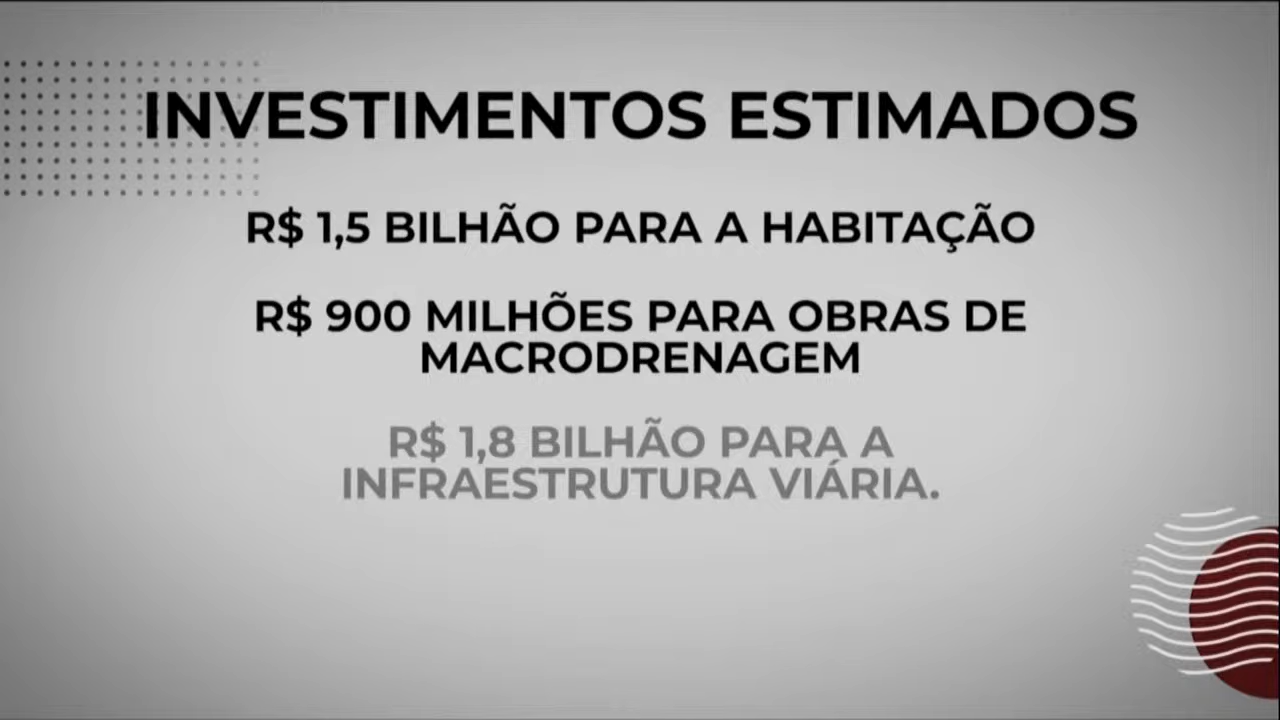 INVESTIMENTOS ESTIMADOS
R$ 1,5 BILHÃO PARA A HABITAÇÃO
R$ 900 MILHÕES PARA OBRAS DE
MACRODRENAGEM
R$ 1,8 BILHÃO PARA A
INFRAESTRUTURA VIÁRIA.